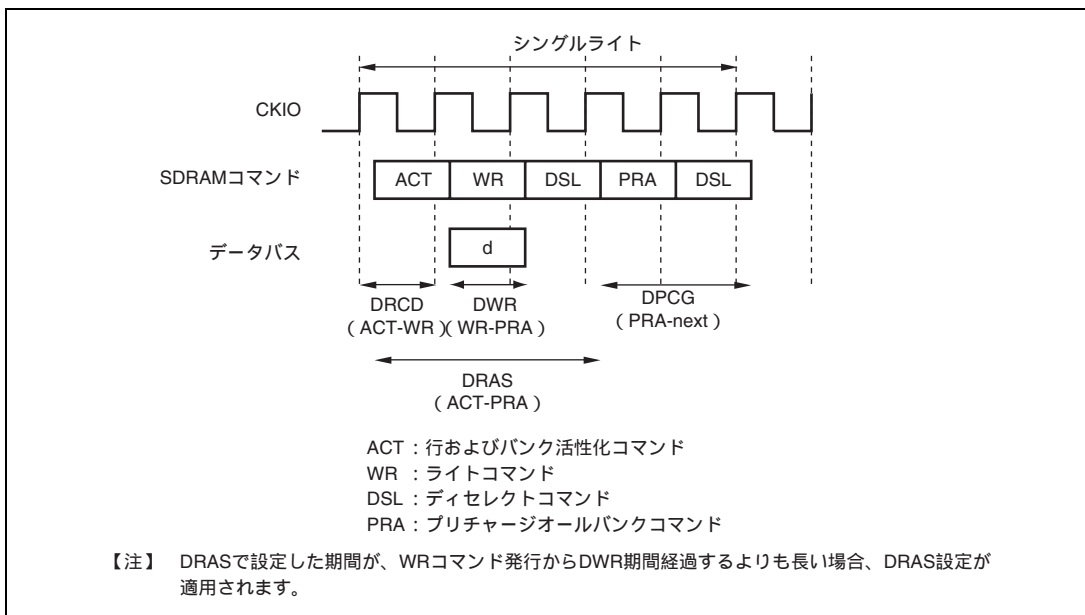 シングルライト
CKIO
SDRAMコマンド
ACT WR DSL PRA DSL
データバス
d
DRCD DWR DPCG
（ACT-WR）（WR-PRA） （PRA-next）
DRAS
（ACT-PRA）
ACT：行およびバンク活性化コマンド
WR ：ライトコマンド
DSL：ディセレクトコマンド
PRA：プリチャージオールバンクコマンド
【注】 DRASで設定した期間が、WRコマンド発行からDWR期間経過するよりも長い場合、DRAS設定が
適用されます。